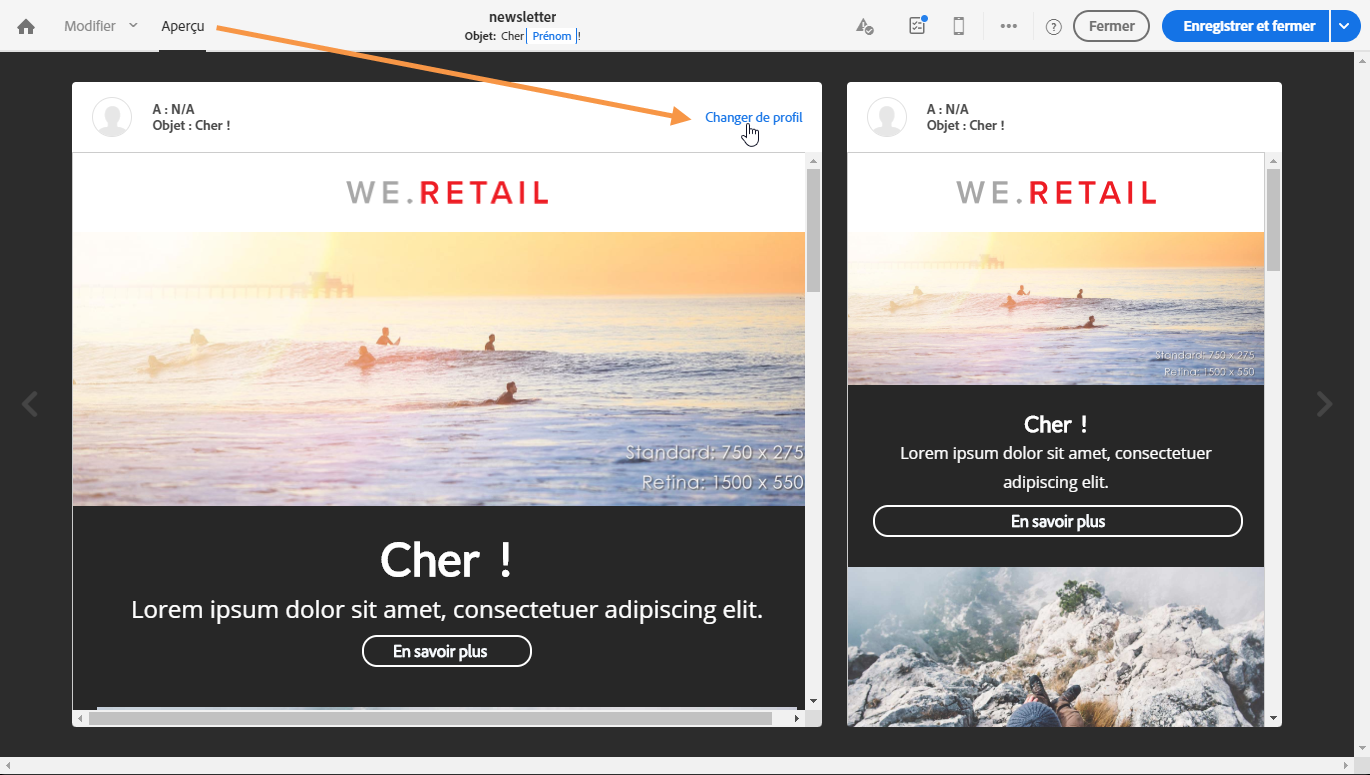 Modifier
Aperçu
newsletter
Objet: Cher Prénom !
Fermer
Enregistrer et fermer
A : N/A
Objet : Cher !
Changer de profil
WE.RETAIL
Standard: 750 x 275
Retina: 1500 x 550
Cher !
Lorem ipsum dolor sit amet, consectetuer adipiscing elit.
En savoir plus
A : N/A
Objet : Cher !
WE.RETAIL
Standard: 750 x 275
Retina: 1500 x 550
Cher !
Lorem ipsum dolor sit amet, consectetuer
adipiscing elit.
En savoir plus